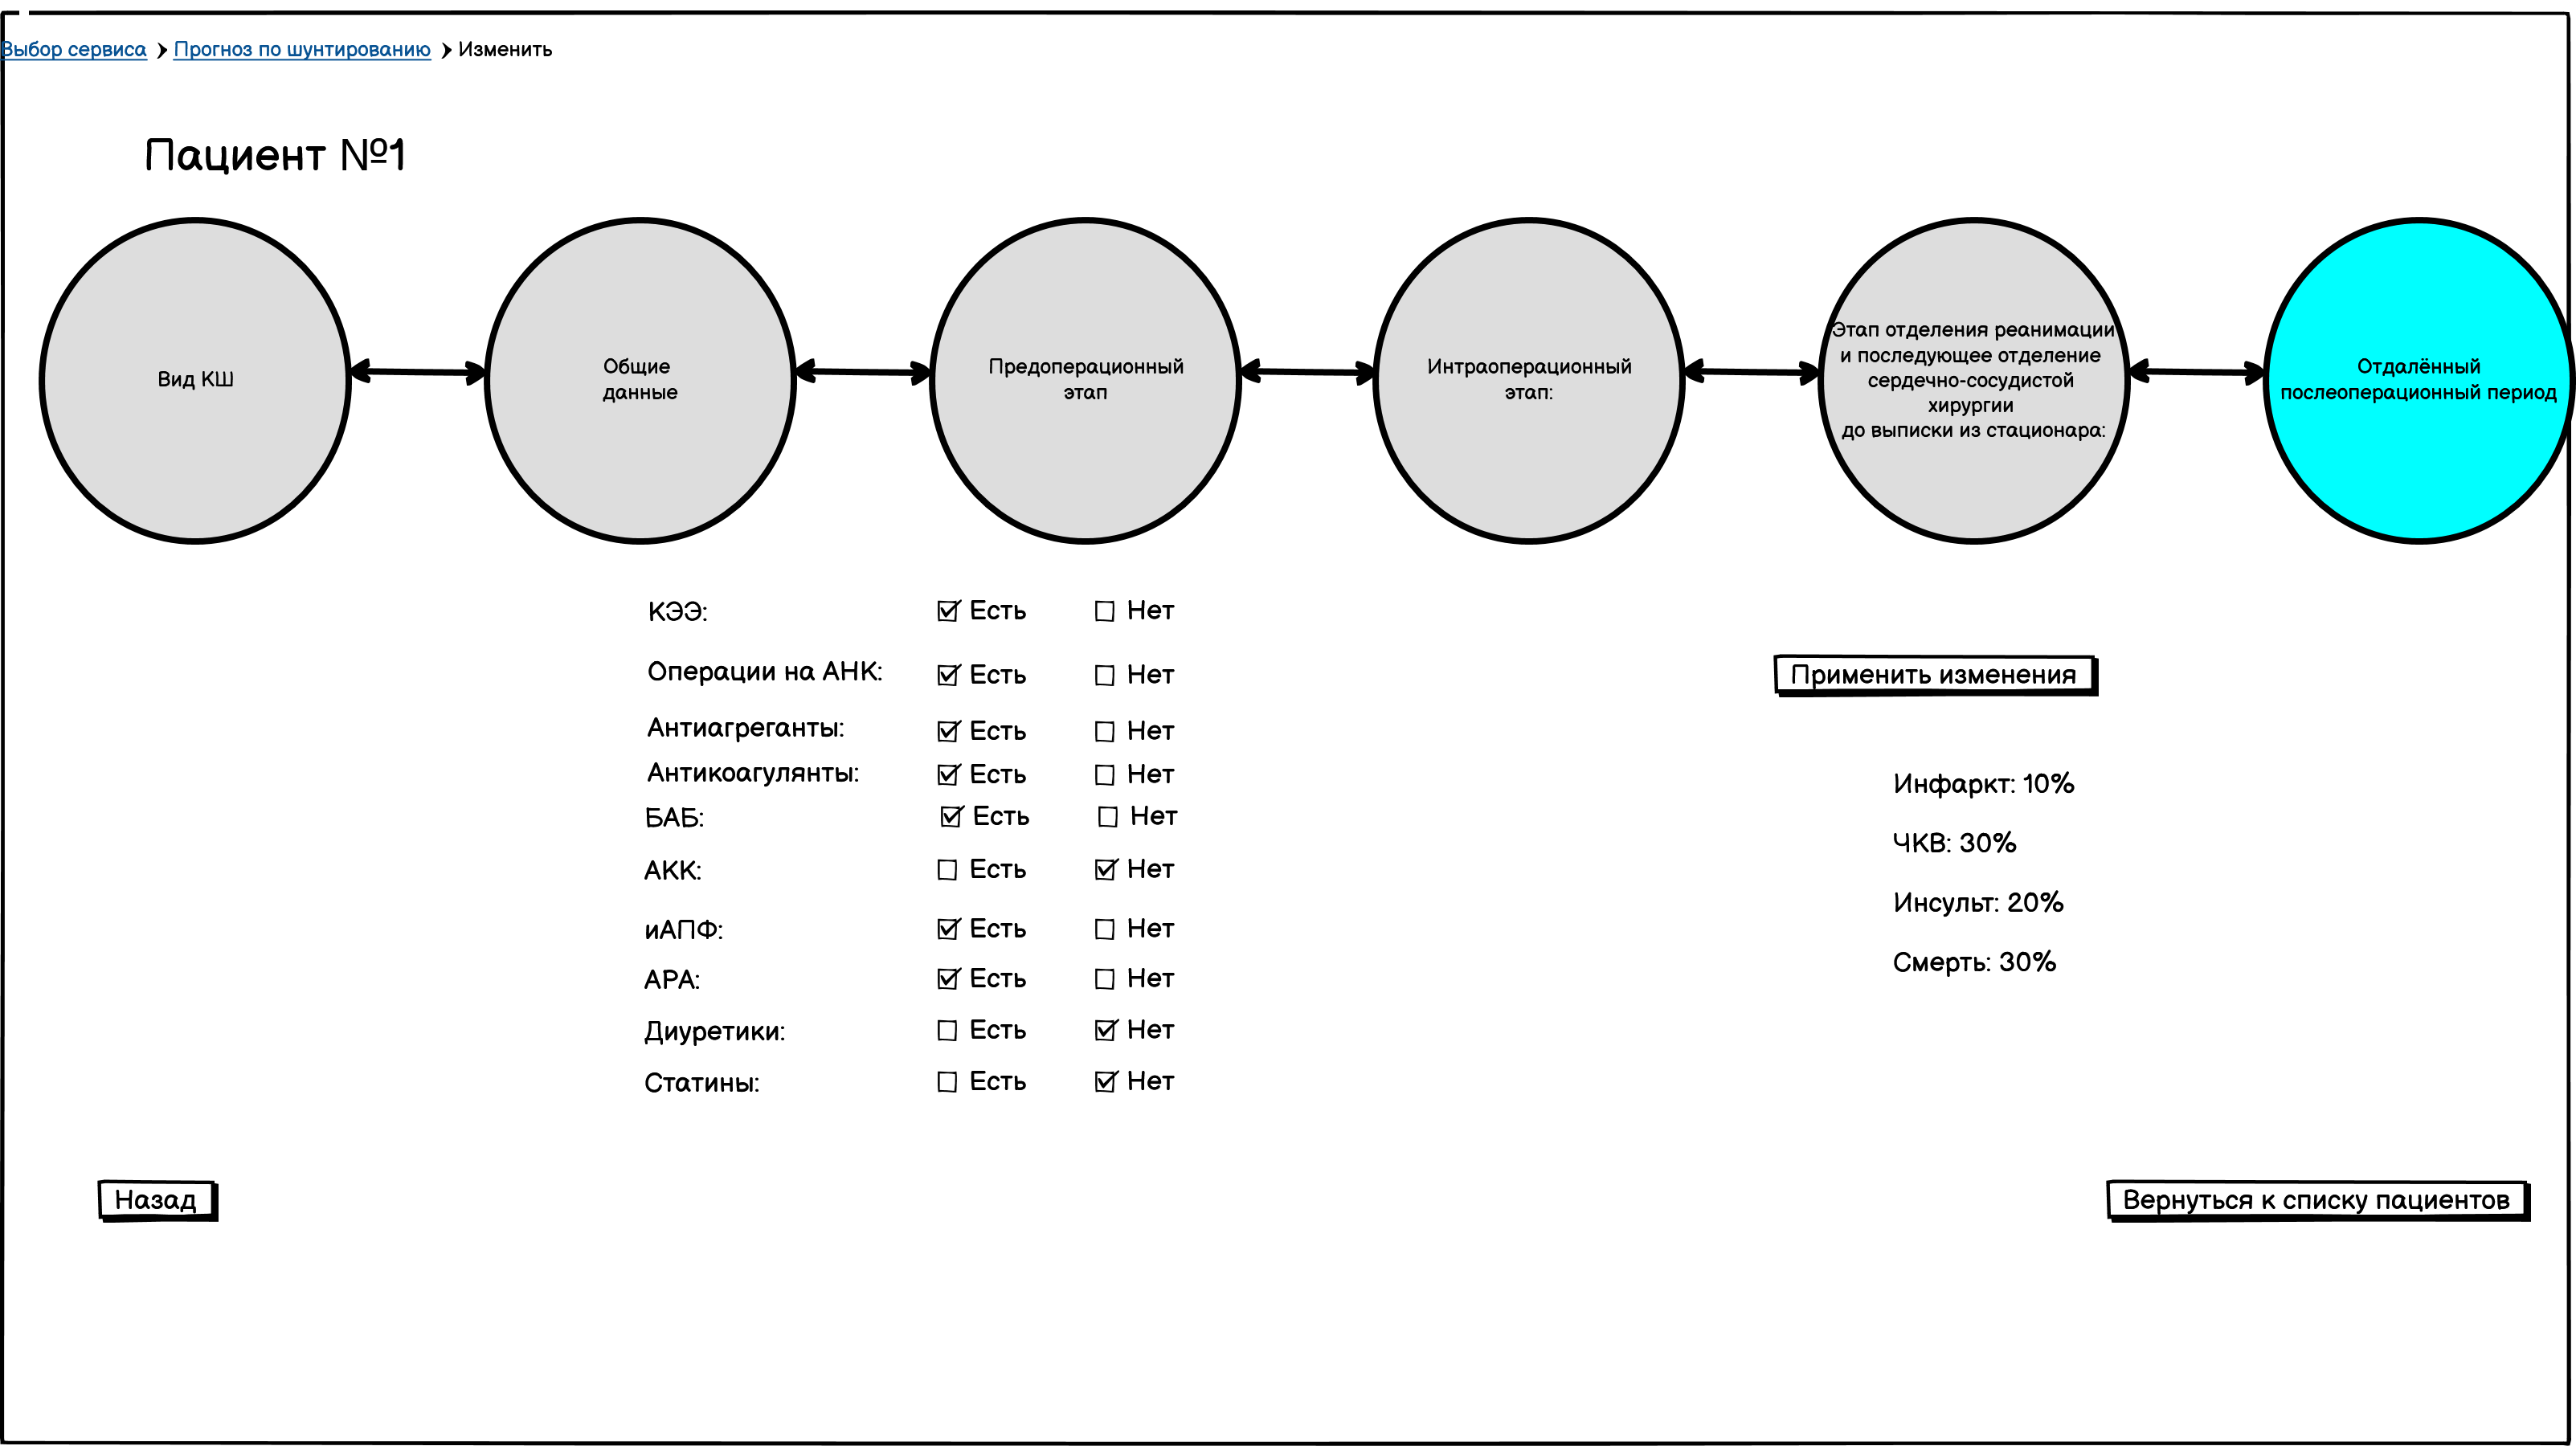 Выбор сервиса > Прогноз по шунтированию > Изменить
Пациент №1
Вид КШ
Общие
данные
Предоперационный
этап
Интраоперационный
этап:
Этап отделения реанимации
и последующее отделение
сердечно-сосудистой
хирургии
до выписки из стационара:
Отдалённый
послеоперационный период
КЭЭ: Есть Нет
Операции на АНК: Есть Нет
Антиагреганты: Есть Нет
Антикоагулянты: Есть Нет
БАБ: Есть Нет
АКК: Есть Нет
иАПФ: Есть Нет
АРА: Есть Нет
Диуретики: Есть Нет
Статины: Есть Нет
Применить изменения
Инфаркт: 10%
ЧКВ: 30%
Инсульт: 20%
Смерть: 30%
Назад
Вернуться к списку пациентов